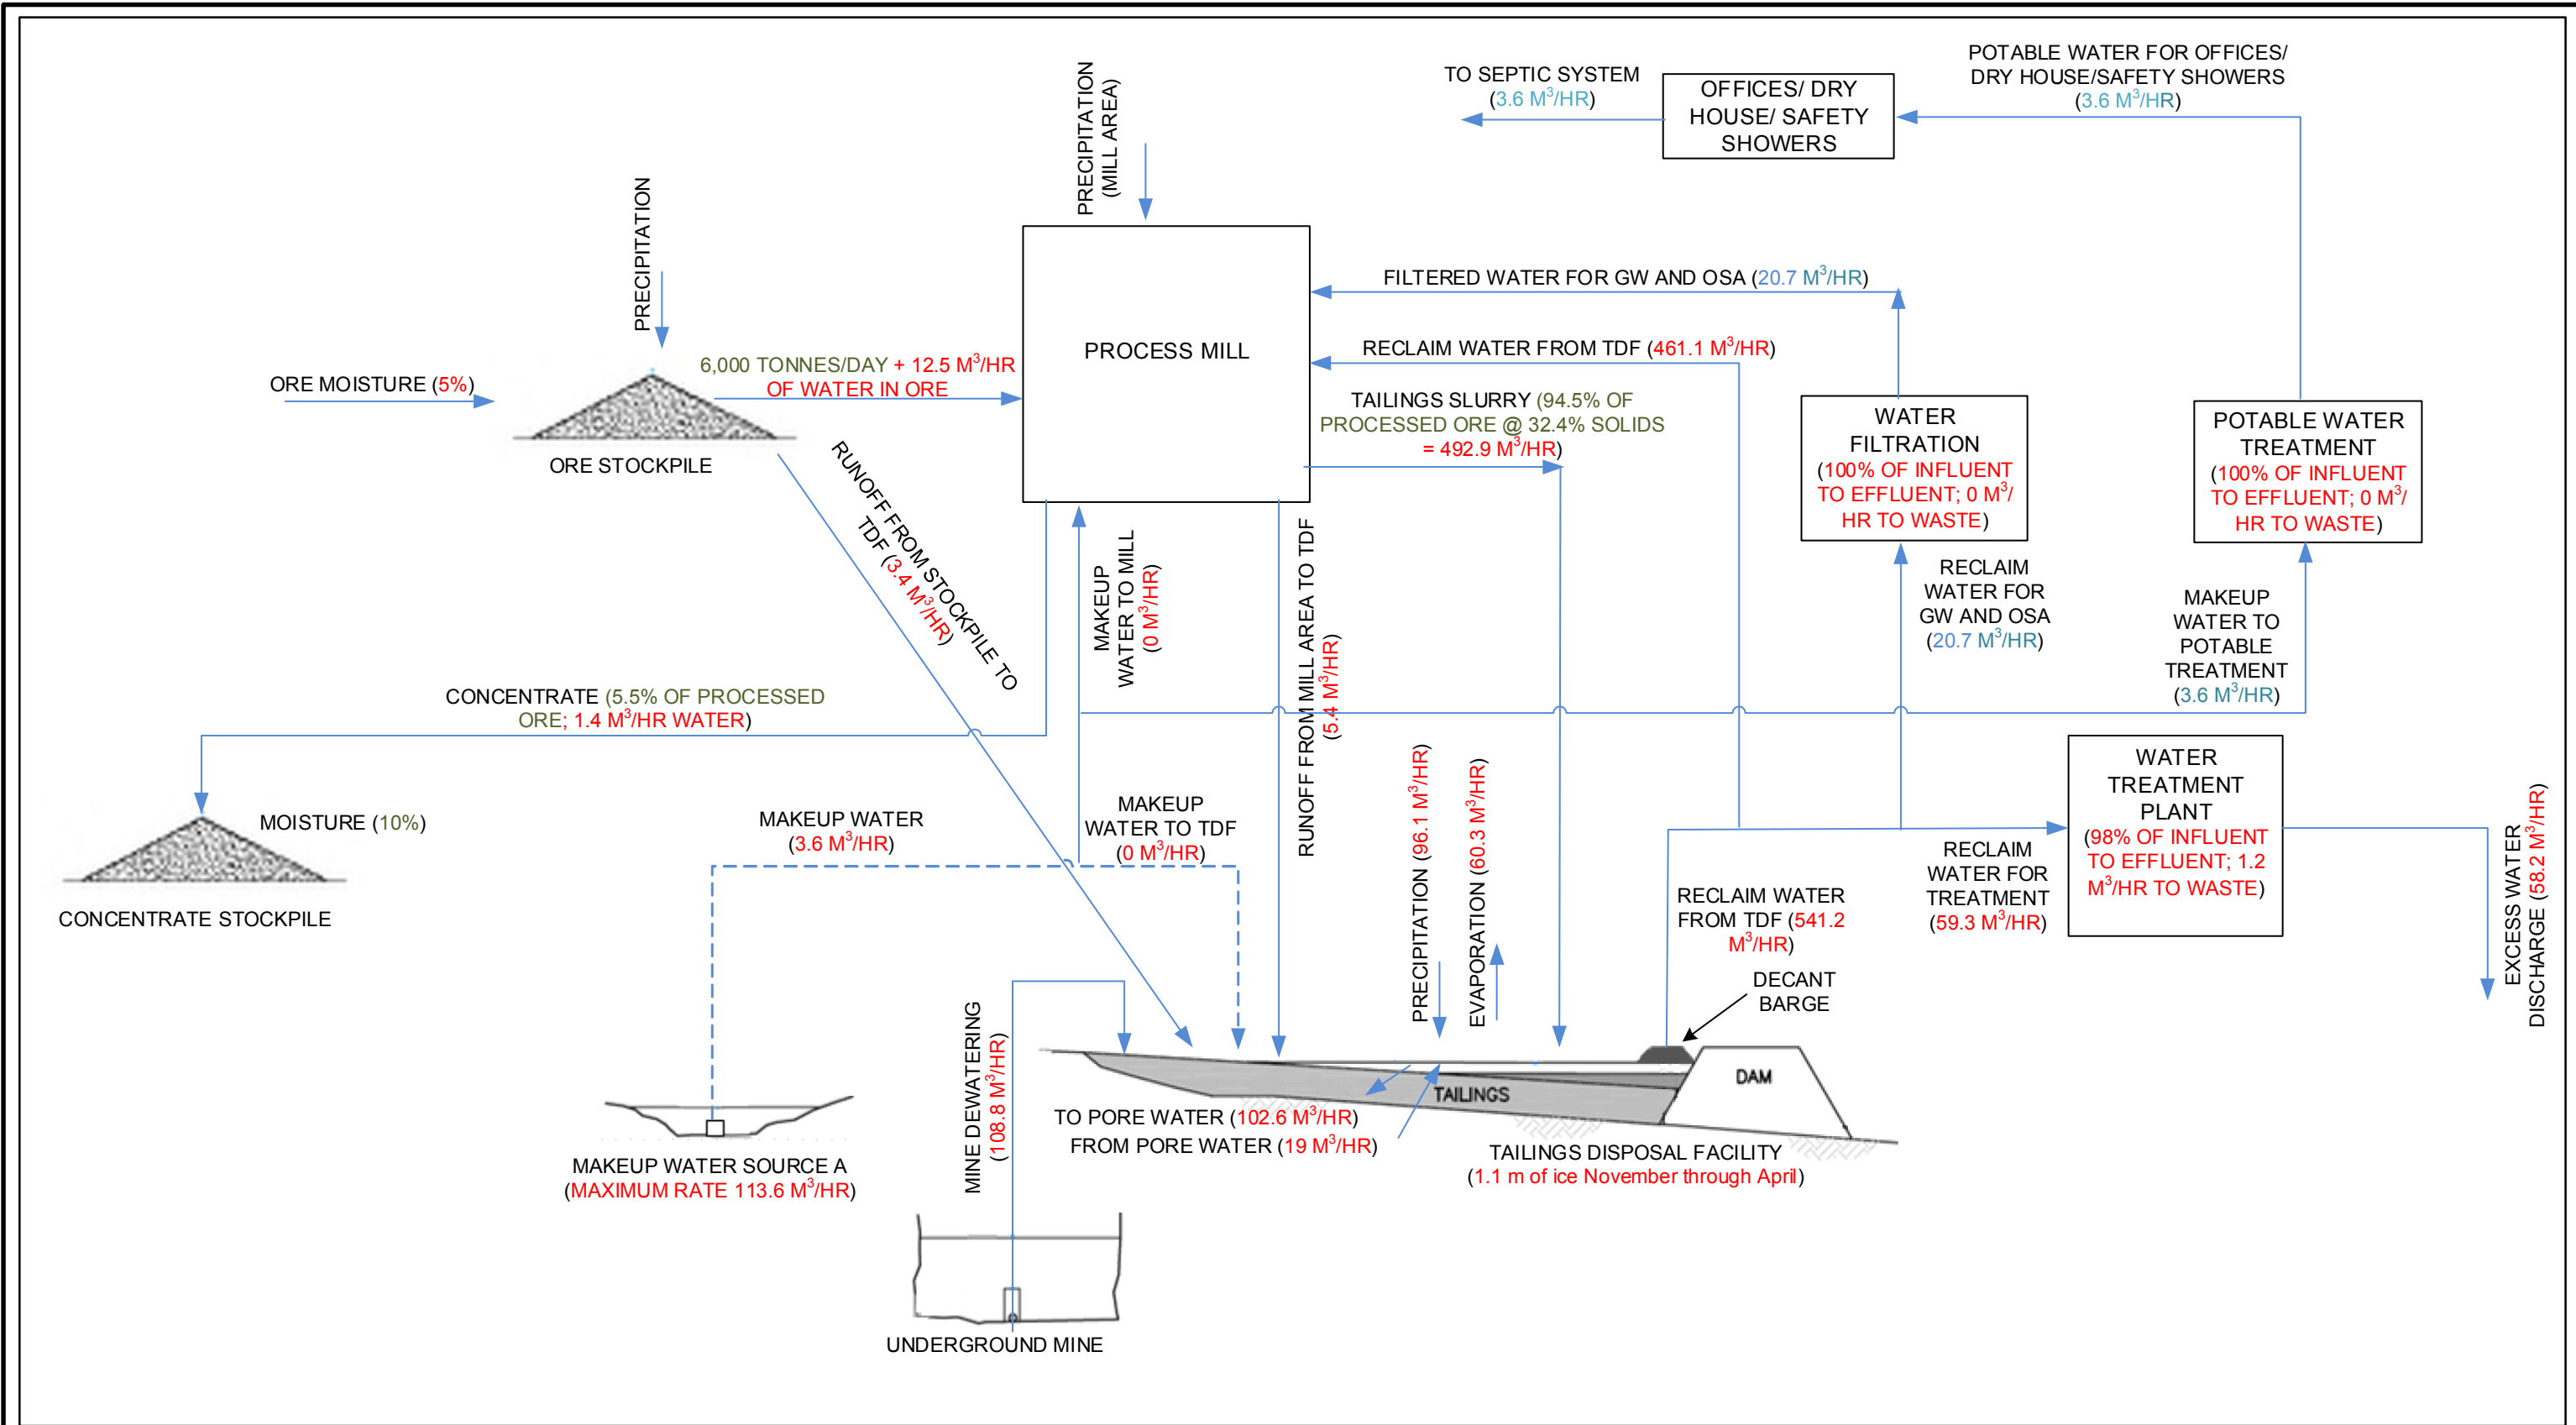 TO SEPTIC SYSTEM
(3.6 M³/HR)
OFFICES/ DRY
HOUSE/ SAFETY
SHOWERS
POTABLE WATER FOR OFFICES/
DRY HOUSE/SAFETY SHOWERS
(3.6 M³/HR)
PRECIPITATION
(MILL AREA)
PRECIPITATION
ORE MOISTURE (5%)
ORE STOCKPILE
6,000 TONNES/DAY + 12.5 M³/HR
OF WATER IN ORE
PROCESS MILL
FILTERED WATER FOR GW AND OSA (20.7 M³/HR)
RECLAIM WATER FROM TDF (461.1 M³/HR)
TAILINGS SLURRY (94.5% OF
PROCESSED ORE @ 32.4% SOLIDS
= 492.9 M³/HR)
WATER
FILTRATION
(100% OF INFLUENT
TO EFFLUENT; 0 M³/
HR TO WASTE)
POTABLE WATER
TREATMENT
(100% OF INFLUENT
TO EFFLUENT; 0 M³/
HR TO WASTE)
RUNOFF FROM STOCKPILE TO
TDF (3.4 M³/HR)
MAKEUP
WATER TO MILL
(0 M³/HR)
RUNOFF FROM MILL AREA TO TDF
(5.4 M³/HR)
RECLAIM
WATER FOR
GW AND OSA
(20.7 M³/HR)
MAKEUP
WATER TO
POTABLE
TREATMENT
(3.6 M³/HR)
CONCENTRATE (5.5% OF PROCESSED
ORE; 1.4 M³/HR WATER)
MOISTURE (10%)
CONCENTRATE STOCKPILE
MAKEUP WATER
(3.6 M³/HR)
MAKEUP
WATER TO TDF
(0 M³/HR)
PRECIPITATION (96.1 M³/HR)
EVAPORATION (60.3 M³/HR)
WATER
TREATMENT
PLANT
(98% OF INFLUENT
TO EFFLUENT; 1.2
M³/HR TO WASTE)
RECLAIM
WATER FOR
TREATMENT
(59.3 M³/HR)
RECLAIM WATER
FROM TDF (541.2
M³/HR)
EXCESS WATER
DISCHARGE (58.2 M³/HR)
DECANT
BARGE
DAM
TAILINGS
MINE DEWATERING
(108.8 M³/HR)
TO PORE WATER (102.6 M³/HR)
FROM PORE WATER (19 M³/HR)
TAILINGS DISPOSAL FACILITY
(1.1 m of ice November through April)
MAKEUP WATER SOURCE A
(MAXIMUM RATE 113.6 M³/HR)
UNDERGROUND MINE